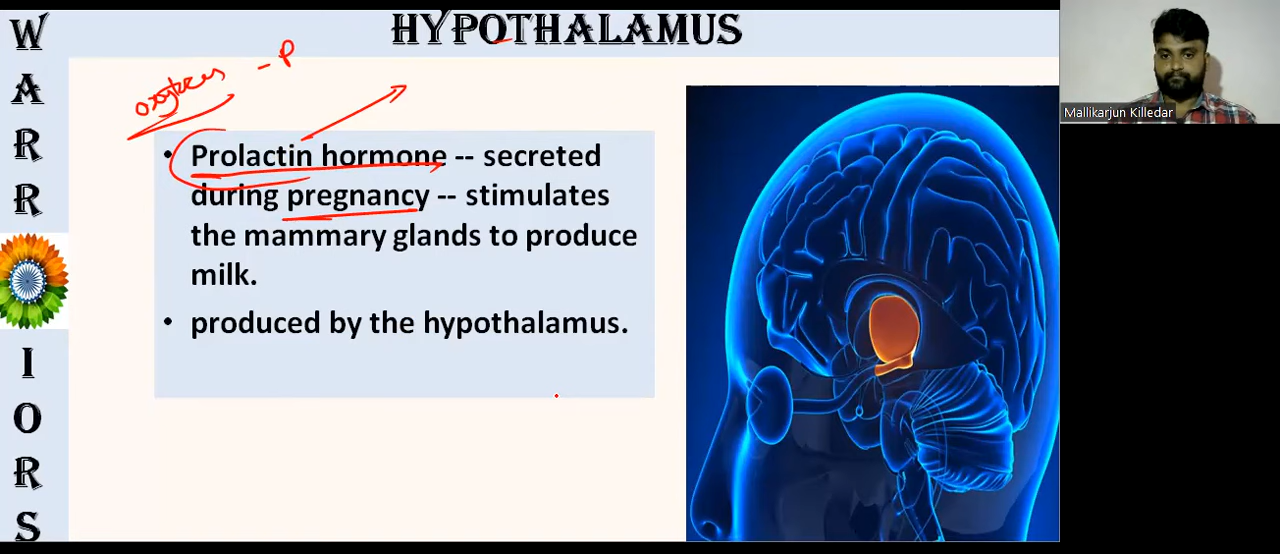 HYPOTHALAMUS
W
A
R
R
I
O
R
S
- P
• Prolactin hormone -- secreted
during pregnancy -- stimulates
the mammary glands to produce
milk.
• produced by the hypothalamus.
Mallikarjun Killedar